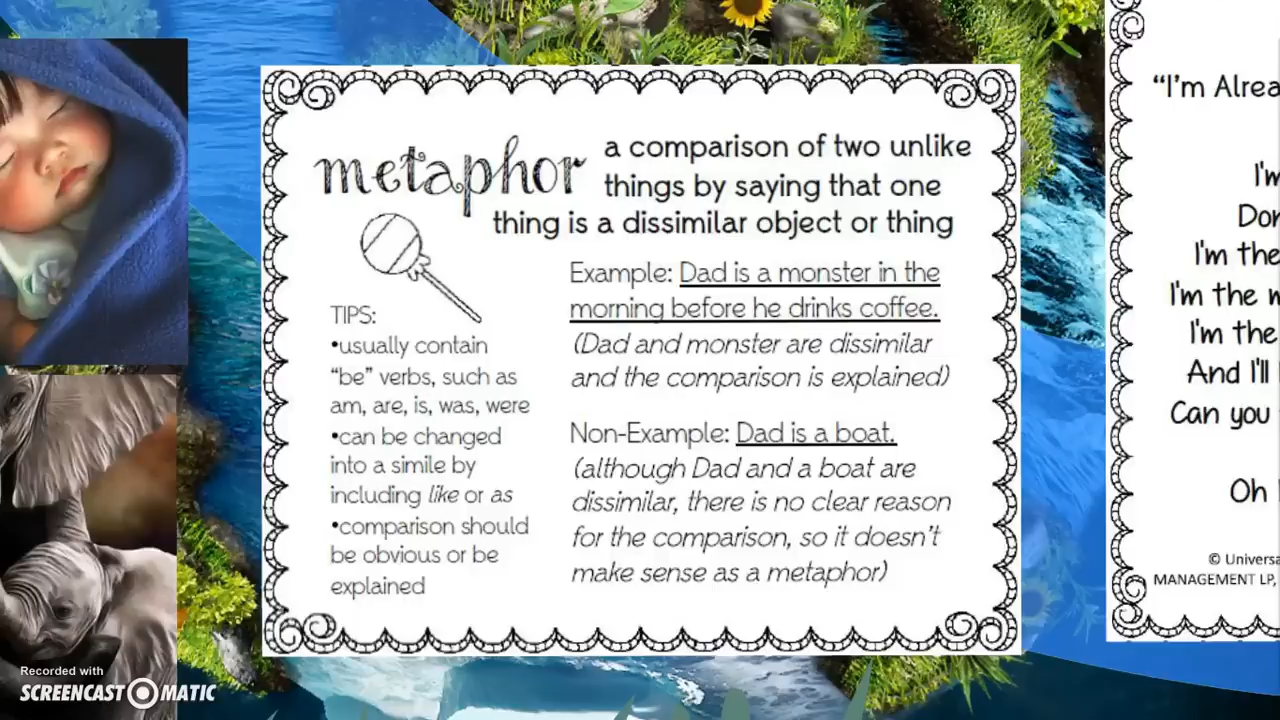 metaphor
a comparison of two unlike
things by saying that one
thing is a dissimilar object or thing
TIPS:
•usually contain
“be” verbs, such as
am, are, is, was, were
•can be changed
into a simile by
including like or as
•comparison should
be obvious or be
explained
Example: Dad is a monster in the
morning before he drinks coffee.
(Dad and monster are dissimilar
and the comparison is explained)
Non-Example: Dad is a boat.
(although Dad and a boat are
dissimilar, there is no clear reason
for the comparison, so it doesn’t
make sense as a metaphor)
“I’m
I'm the
I'm the
I'm the
And I'll
Can you
Oh
©
MANAGEMENT LP,
Recorded with
SCREENCAST MATIC